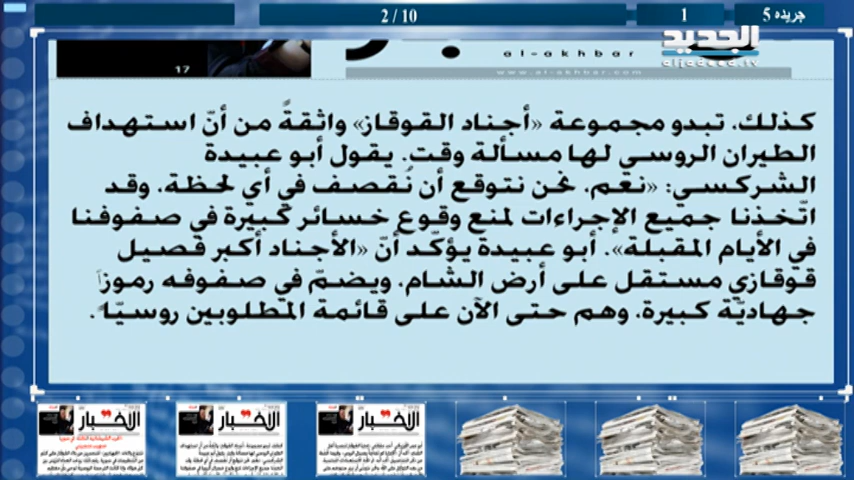 جريده 5
1
2 / 10
الجديد
aljadeed.tv
al-akhbar
www.al-akhbar.com
17
كذلك، تبدو مجموعة «أجناد القوقاز» واثقةً من أنّ استهداف
الطيران الروسي لها مسألة وقت. يقول أبو عبيدة
الشركسي: «نعم، نحن نتوقع أن نُقصف في أي لحظة، وقد
اتّخذنا جميع الإجراءات لمنع وقوع خسائر كبيرة في صفوفنا
في الأيام المقبلة». أبو عبيدة يؤكّد أنّ «الأجناد أكبر فصيل
قوقازي مستقل على أرض الشام، ويضمّ في صفوفه رموزاً
جهاديّة كبيرة، وهم حتى الآن على قائمة المطلوبين روسيّاً».
الأخبار
الأخبار
الأخبار